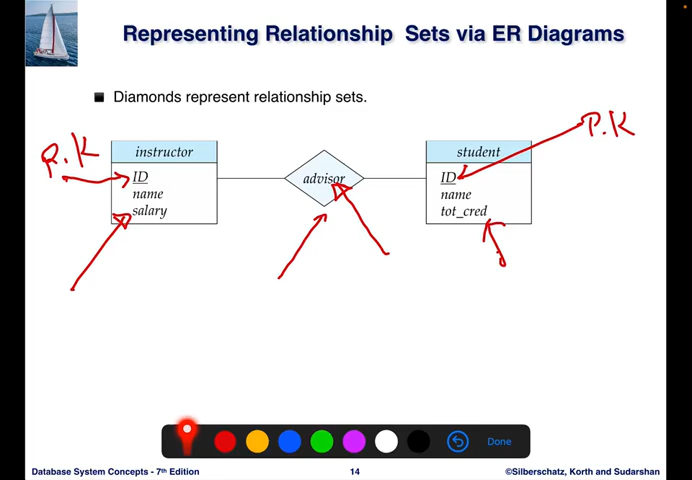 Representing Relationship Sets via ER Diagrams
Diamonds represent relationship sets.
P.K
P.K
instructor
ID
name
salary
advisor
student
ID
name
tot_cred
Done
Database System Concepts - 7th Edition
14
©Silberschatz, Korth and Sudarshan